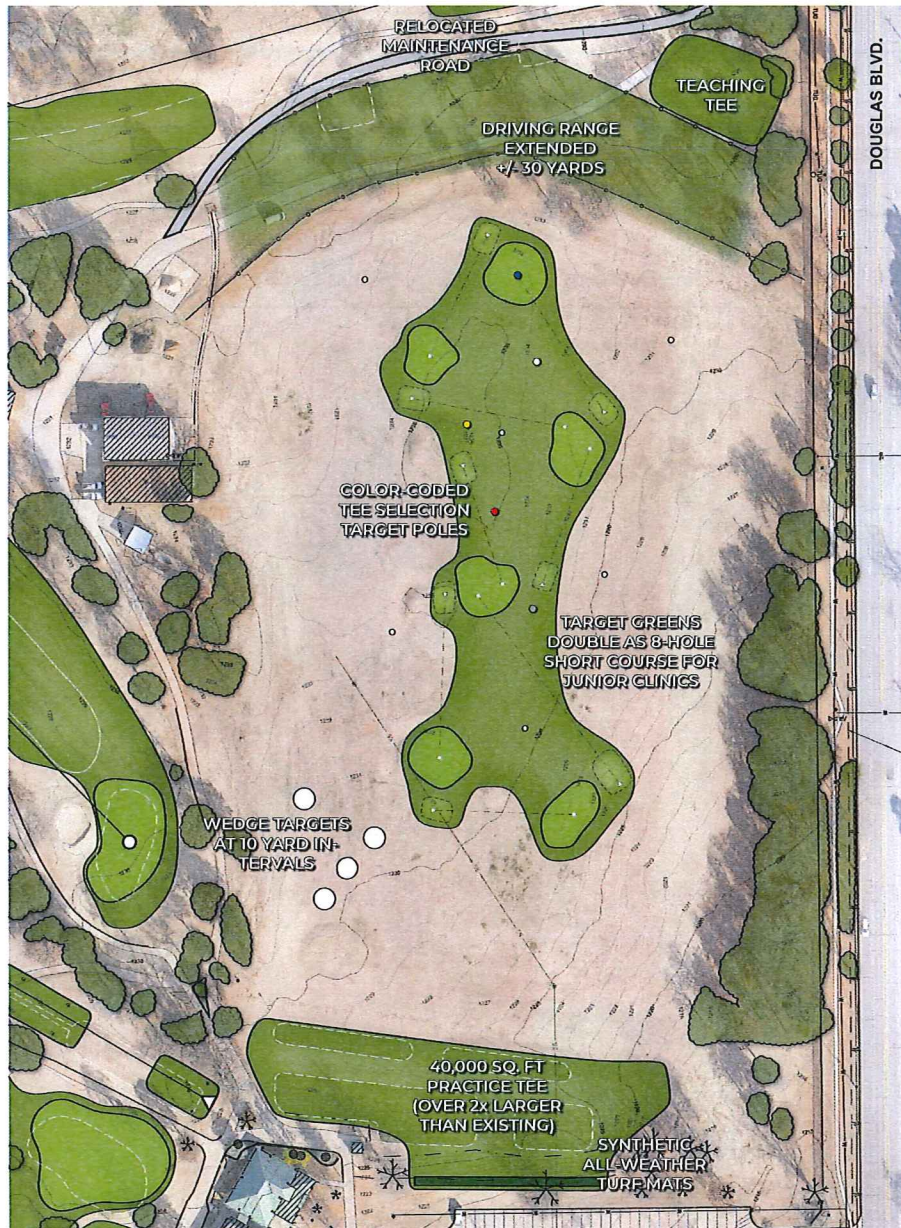 RELOCATED
MAINTENANCE
ROAD
TEACHING
TEE
DOUGLAS BLVD.
DRIVING RANGE
EXTENDED
+/- 30 YARDS
COLOR-CODED
TEE SELECTION
TARGET POLES
TARGET GREENS
DOUBLE AS 8-HOLE
SHORT COURSE FOR
JUNIOR CLINICS
WEDGE TARGETS
AT 10 YARD IN-
TERVALS
40,000 SQ. FT
PRACTICE TEE
(OVER 2x LARGER
THAN EXISTING)
SYNTHETIC
ALL-WEATHER
TURF MATS